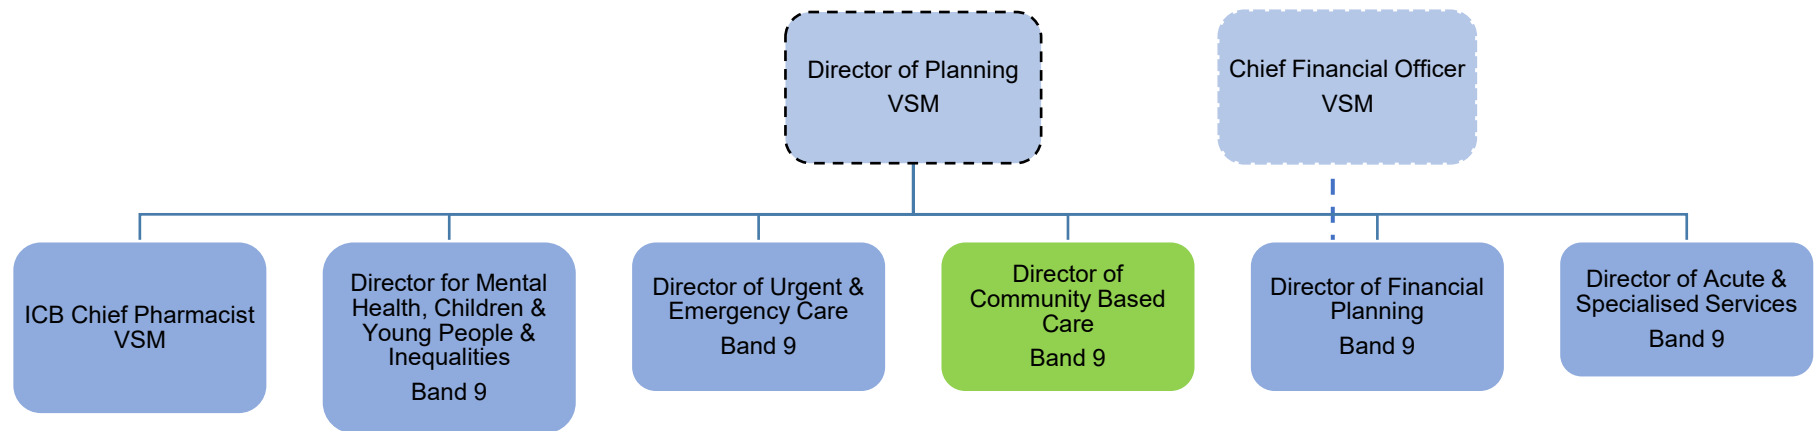 Director of Planning
VSM
Chief Financial Officer
VSM
ICB Chief Pharmacist
VSM
Director for Mental
Health, Children &
Young People &
Inequalities
Band 9
Director of Urgent &
Emergency Care
Band 9
Director of
Community Based
Care
Band 9
Director of Financial
Planning
Band 9
Director of Acute &
Specialised Services
Band 9